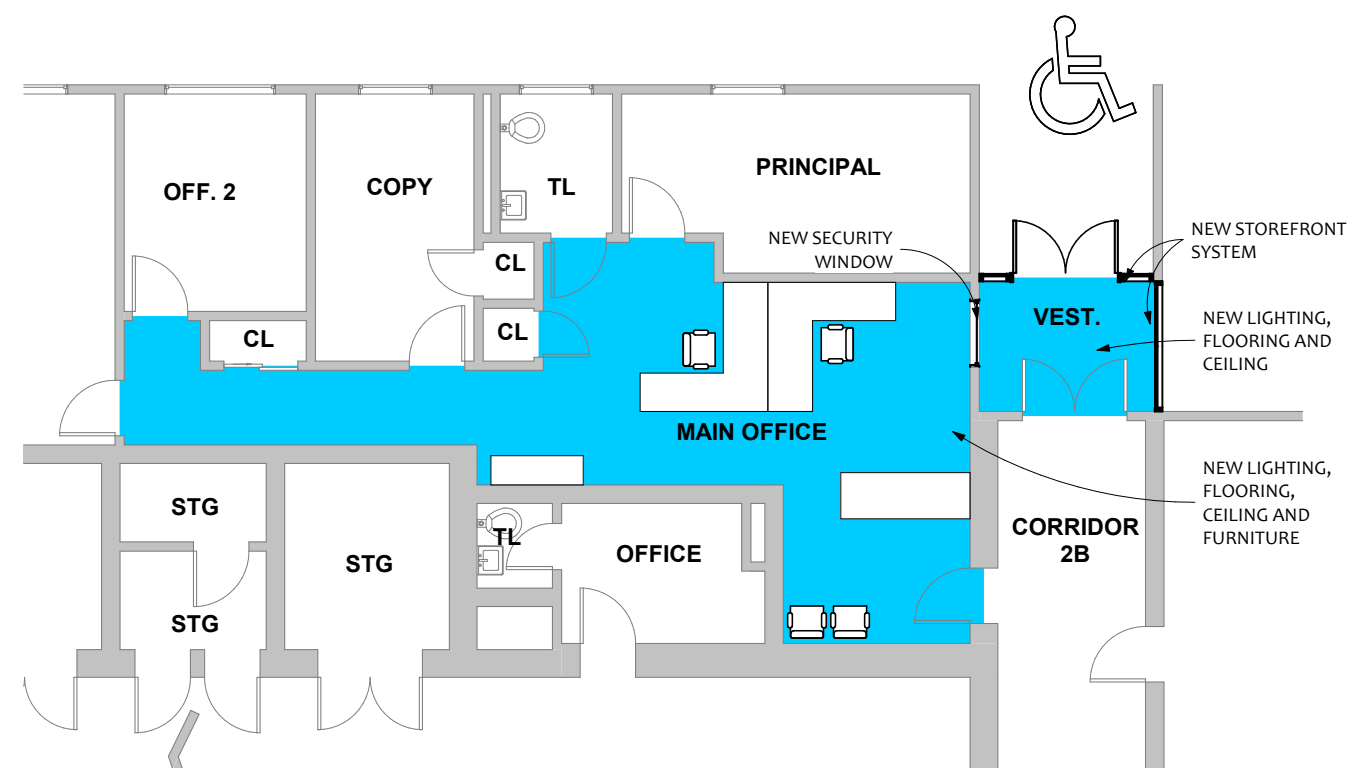 OFF. 2
COPY
TL
PRINCIPAL
NEW SECURITY
WINDOW
NEW STOREFRONT
SYSTEM
CL
CL
CL
VEST.
NEW LIGHTING,
FLOORING AND
CEILING
MAIN OFFICE
NEW LIGHTING,
FLOORING,
CEILING AND
FURNITURE
STG
STG
STG
TL
OFFICE
CORRIDOR
2B